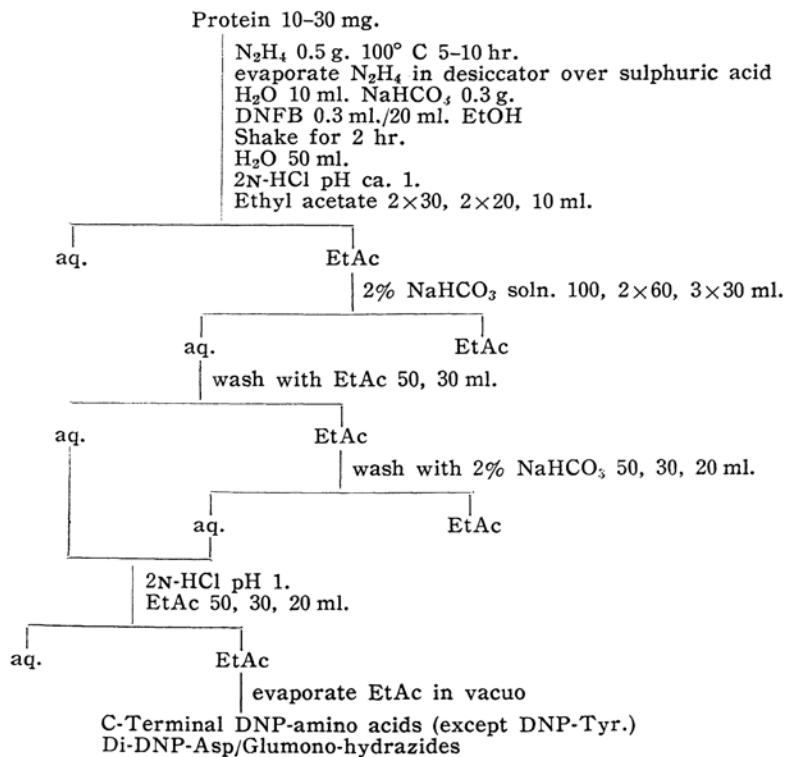 Protein 10–30 mg.
N₂H₄ 0.5 g. 100° C 5–10 hr.
evaporate N₂H₄ in desiccator over sulphuric acid
H₂O 10 ml. NaHCO₃ 0.3 g.
DNFB 0.3 ml./20 ml. EtOH
Shake for 2 hr.
H₂O 50 ml.
2N-HCl pH ca. 1.
Ethyl acetate 2×30, 2×20, 10 ml.
aq. EtAc
2% NaHCO₃ soln. 100, 2×60, 3×30 ml.
aq. EtAc
wash with EtAc 50, 30 ml.
aq. EtAc
wash with 2% NaHCO₃ 50, 30, 20 ml.
aq. EtAc
2N-HCl pH 1.
EtAc 50, 30, 20 ml.
aq. EtAc
evaporate EtAc in vacuo
C-Terminal DNP-amino acids (except DNP-Tyr.)
Di-DNP-Asp/Glumono-hydrazides